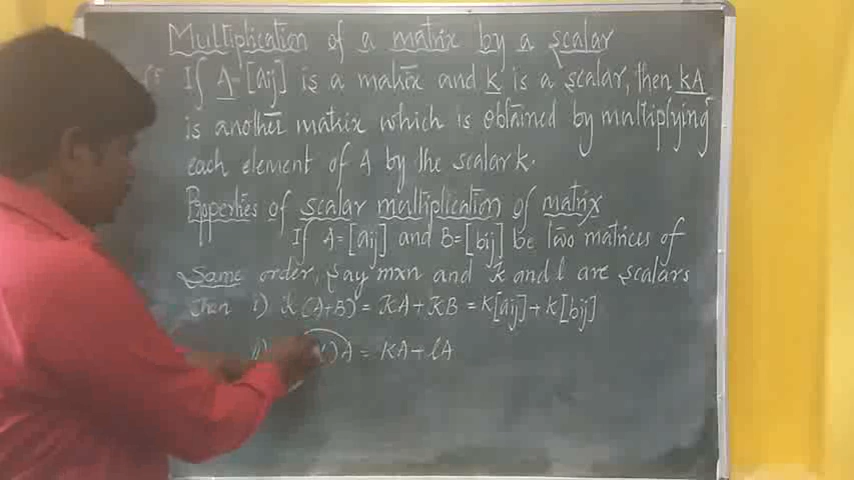 Multiplication of a matrix by a scalar
If A=[aij] is a matrix and k is a scalar, then kA
is another matrix which is obtained by multiplying
each element of A by the scalar k.
Properties of scalar multiplication of matrix
If A=[aij] and B=[bij] be two matrices of
Same order, say mxn and k and l are scalars
Then i) k(A+B) = KA+KB = K[aij]+k[bij]
ii) l)A = KA+lA